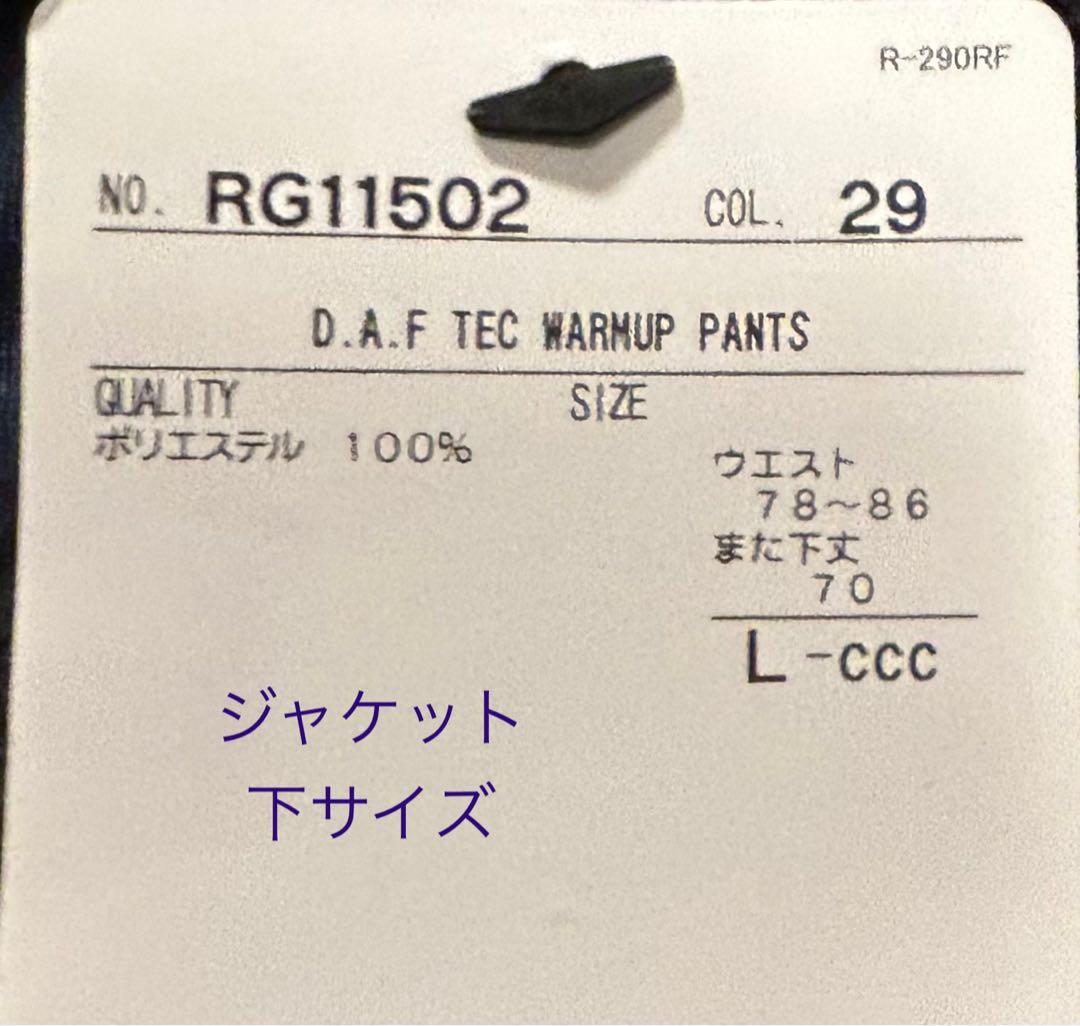 R-290RF
NO. RG11502 COL. 29
D.A.F TEC WARMUP PANTS
QUALITY SIZE
ポリエステル 100%
ウエスト
78~86
また下丈
70
L-CCC
ジャケット
下サイズ